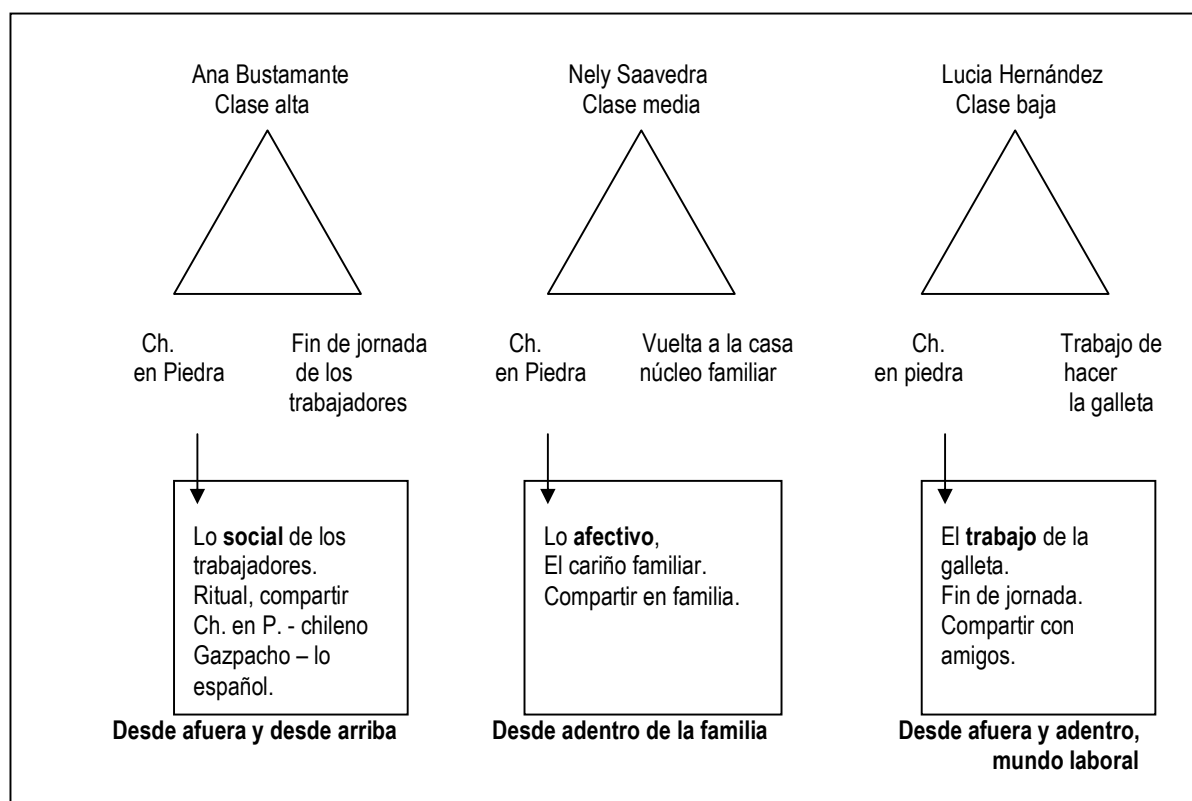 Ana Bustamante
Clase alta
Ch.
en Piedra
Fin de jornada
de los
trabajadores
Lo social de los
trabajadores.
Ritual, compartir
Ch. en P. - chileno
Gazpacho – lo
español.
Desde afuera y desde arriba
Nely Saavedra
Clase media
Ch.
en Piedra
Vuelta a la casa
núcleo familiar
Lo afectivo,
El cariño familiar.
Compartir en familia.
Desde adentro de la familia
Lucia Hernández
Clase baja
Ch.
en piedra
Trabajo de
hacer
la galleta
El trabajo de la
galleta.
Fin de jornada.
Compartir con
amigos.
Desde afuera y adentro,
mundo laboral